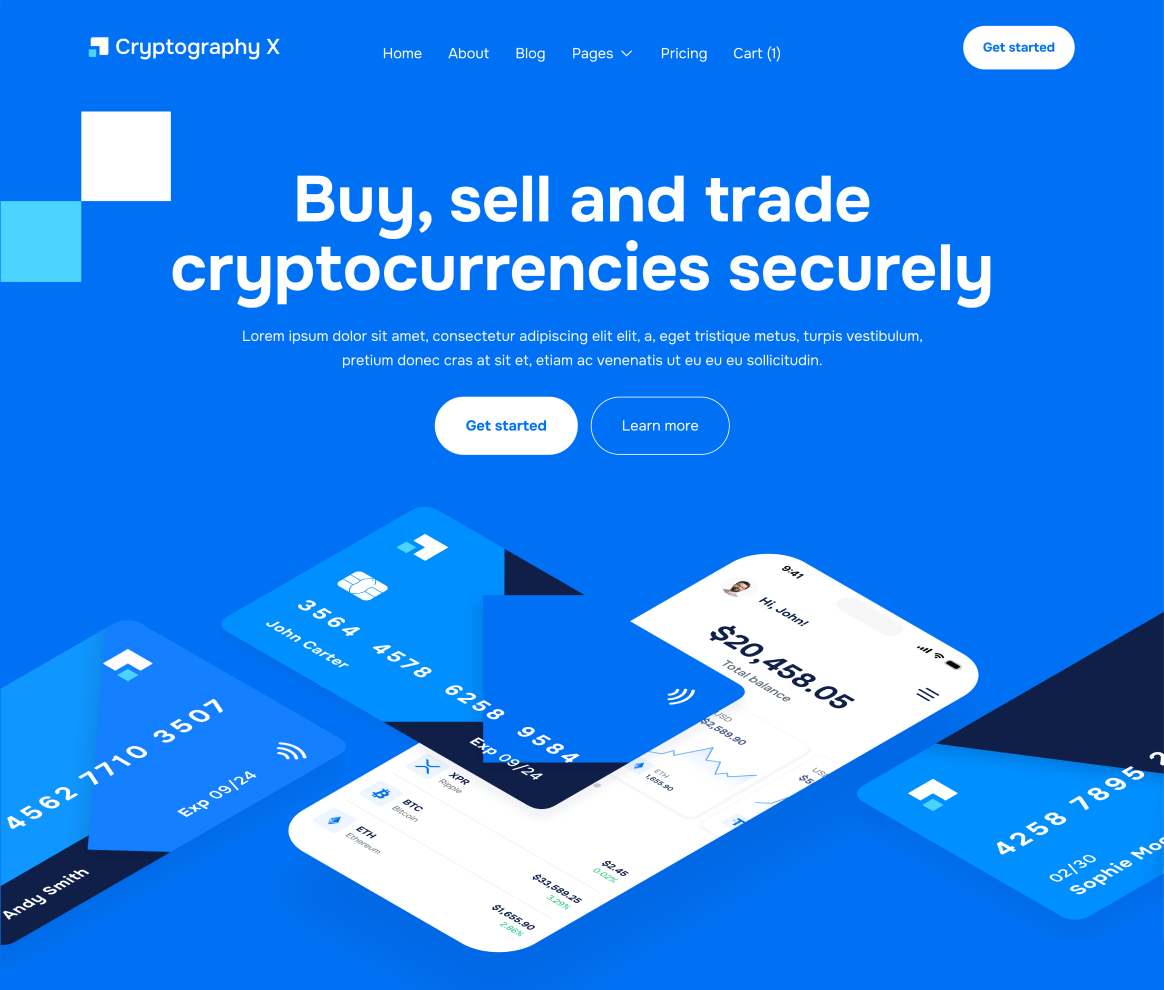 Cryptography X
Home About Blog Pages Pricing Cart (1)
Get started
Buy, sell and trade
cryptocurrencies securely
Lorem ipsum dolor sit amet, consectetur adipiscing elit elit, a, eget tristique metus, turpis vestibulum,
pretium donec cras at sit et, etiam ac venenatis ut eu eu eu sollicitudin.
Get started
Learn more
3564 4578 6258 9584
John Carter
Exp 09/24
4562 7710 3507
Exp 09/24
Andy Smith
9:41
Hi, John!
$20,458.05
Total balance
USD
$2,589.90
ETH
1,655.90
XPR
Ripple
$2.45
0.02%
BTC
Bitcoin
$33,589.25
3.29%
ETH
Ethereum
$1,655.90
2.86%
4258 7895
02/30
Sophie